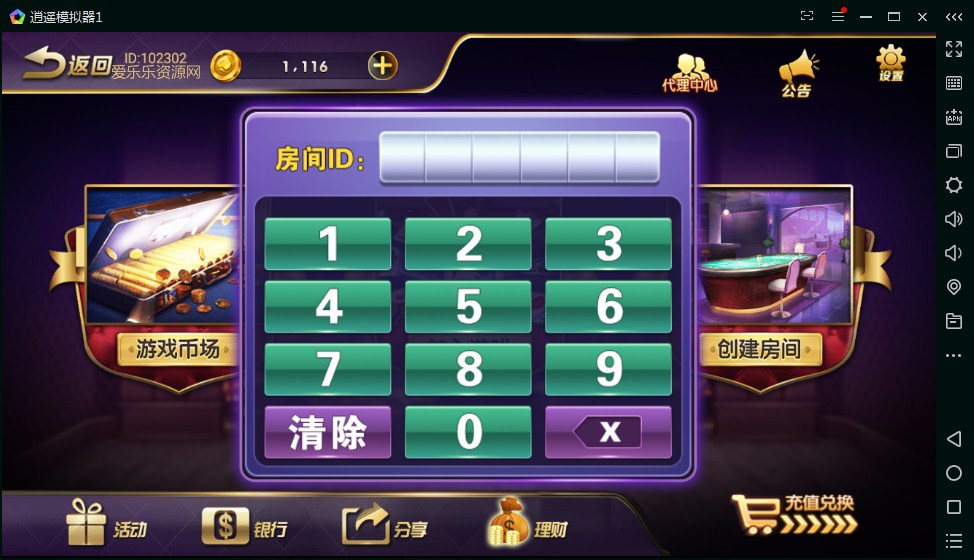 逍遥模拟器1
返回
ID:102302
爱乐乐资源网
1,116
代理中心
公告
设置
房间ID:
1 2 3
4 5 6
7 8 9
清除 0 X
游戏币场
创建房间
活动
银行
分享
理财
充值兑换
APK